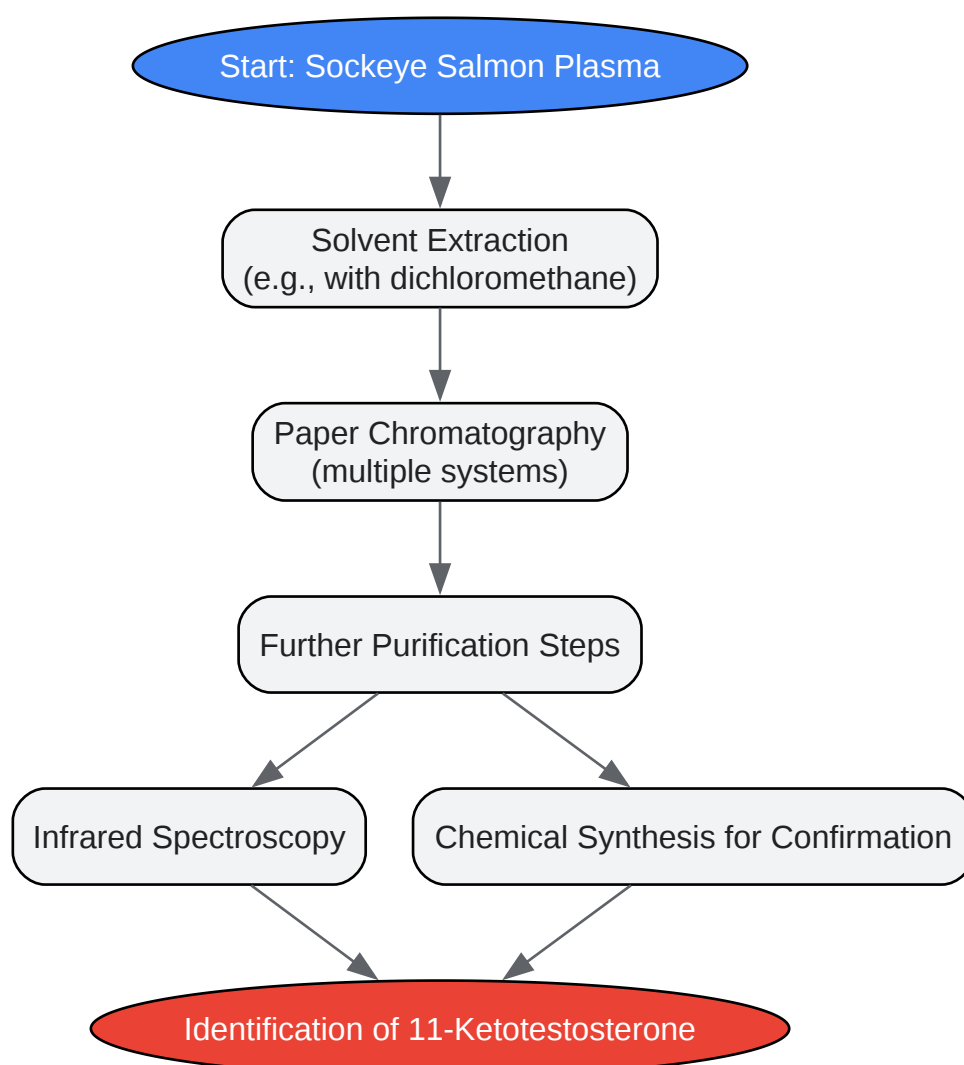 Start: Sockeye Salmon Plasma
Solvent Extraction
(e.g., with dichloromethane)
Paper Chromatography
(multiple systems)
Further Purification Steps
Infrared Spectroscopy
Chemical Synthesis for Confirmation
Identification of 11-Ketotestosterone